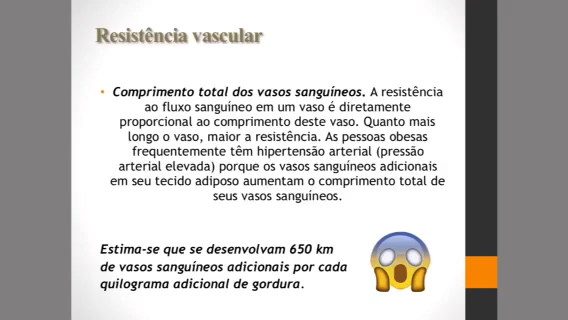 Resistência vascular
• Comprimento total dos vasos sanguíneos. A resistência
ao fluxo sanguíneo em um vaso é diretamente
proporcional ao comprimento deste vaso. Quanto mais
longo o vaso, maior a resistência. As pessoas obesas
frequentemente têm hipertensão arterial (pressão
arterial elevada) porque os vasos sanguíneos adicionais
em seu tecido adiposo aumentam o comprimento total de
seus vasos sanguíneos.
Estima-se que se desenvolvam 650 km
de vasos sanguíneos adicionais por cada
quilograma adicional de gordura.